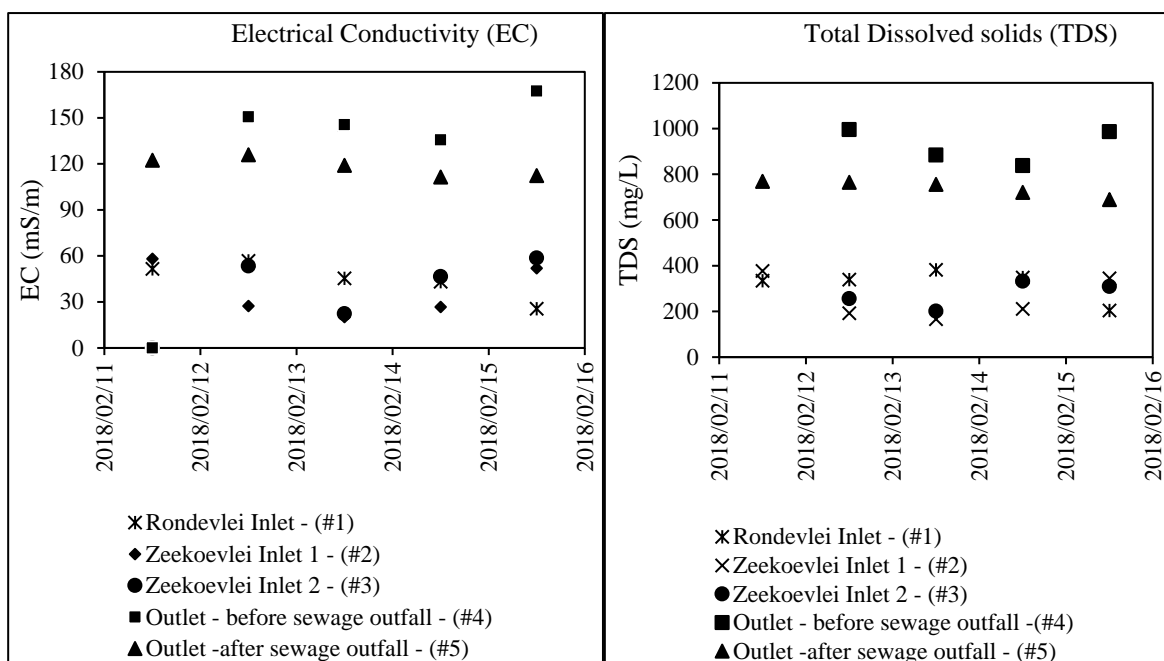 Electrical Conductivity (EC)
180
150
120
90
60
30
0
EC (mS/m)
2018/02/11
2018/02/12
2018/02/13
2018/02/14
2018/02/15
2018/02/16
Rondevlei Inlet - (#1)
Zeekoevlei Inlet 1 - (#2)
Zeekoevlei Inlet 2 - (#3)
Outlet - before sewage outfall - (#4)
Outlet -after sewage outfall - (#5)
Total Dissolved solids (TDS)
1200
1000
800
600
400
200
0
TDS (mg/L)
2018/02/11
2018/02/12
2018/02/13
2018/02/14
2018/02/15
2018/02/16
Rondevlei Inlet - (#1)
Zeekoevlei Inlet 1 - (#2)
Zeekoevlei Inlet 2 - (#3)
Outlet - before sewage outfall - (#4)
Outlet -after sewage outfall - (#5)